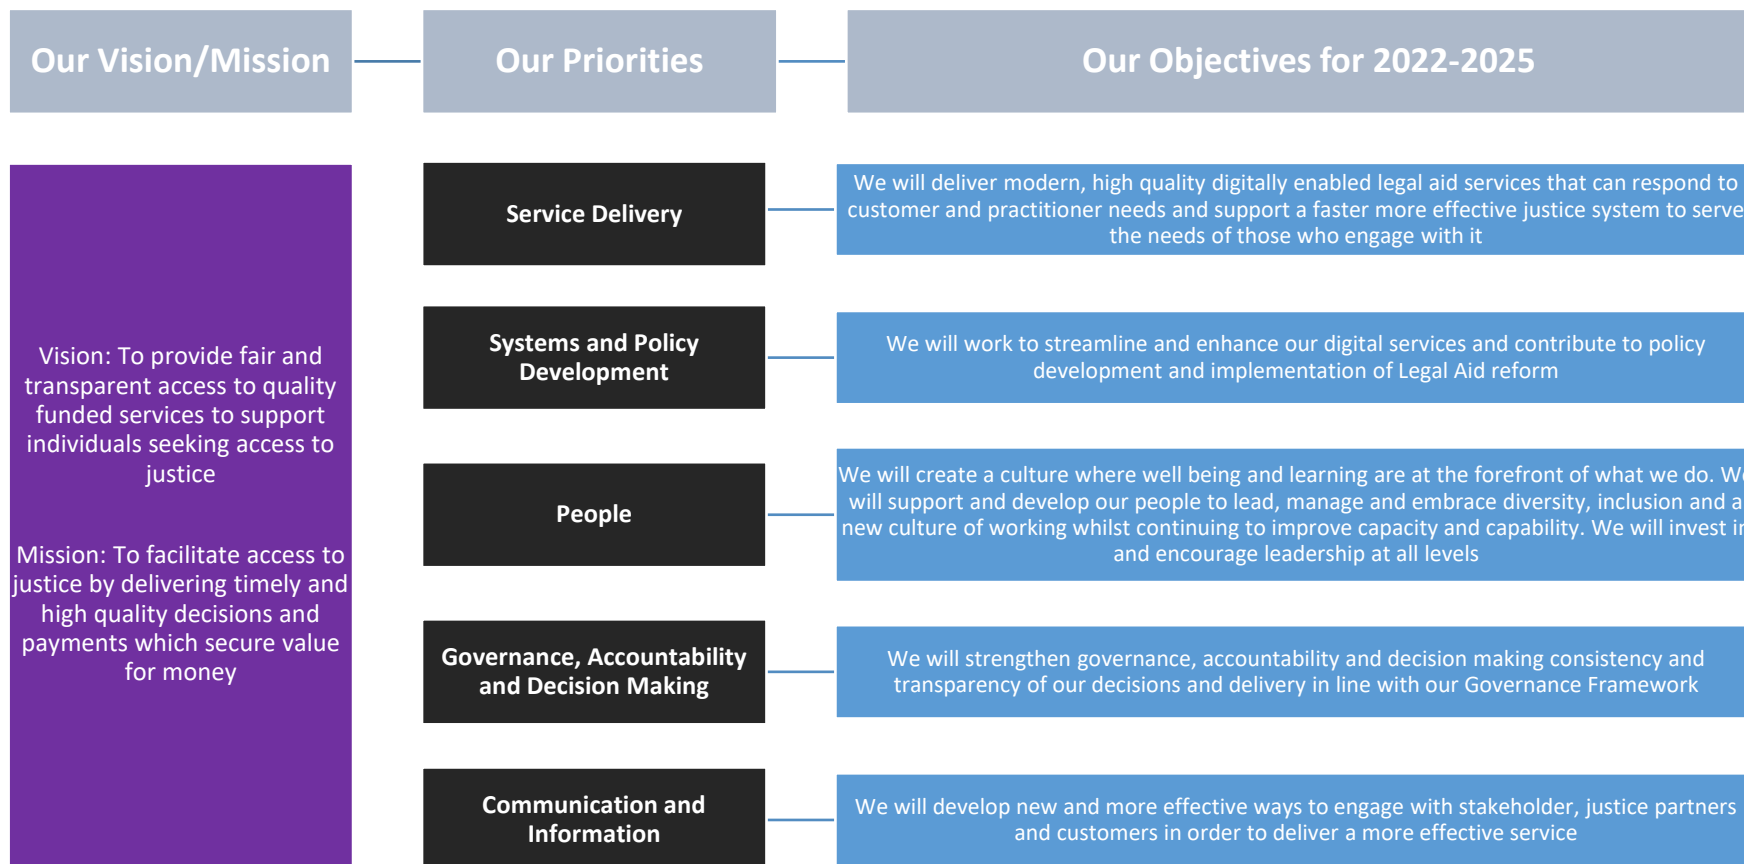 Our Vision/Mission
Our Priorities
Our Objectives for 2022-2025
Vision: To provide fair and
transparent access to quality
funded services to support
individuals seeking access to
justice
Mission: To facilitate access to
justice by delivering timely and
high quality decisions and
payments which secure value
for money
Service Delivery
We will deliver modern, high quality digitally enabled legal aid services that can respond to
customer and practitioner needs and support a faster more effective justice system to serve
the needs of those who engage with it
Systems and Policy
Development
We will work to streamline and enhance our digital services and contribute to policy
development and implementation of Legal Aid reform
People
We will create a culture where well being and learning are at the forefront of what we do. We
will support and develop our people to lead, manage and embrace diversity, inclusion and a
new culture of working whilst continuing to improve capacity and capability. We will invest in
and encourage leadership at all levels
Governance, Accountability
and Decision Making
We will strengthen governance, accountability and decision making consistency and
transparency of our decisions and delivery in line with our Governance Framework
Communication and
Information
We will develop new and more effective ways to engage with stakeholder, justice partners
and customers in order to deliver a more effective service